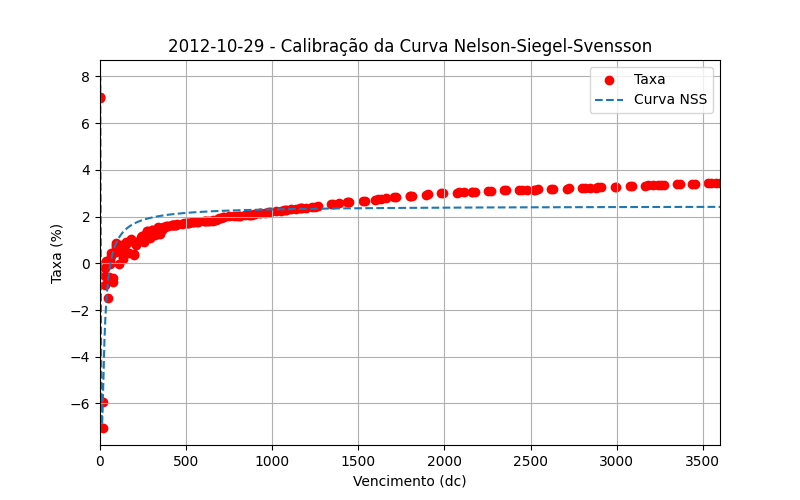 2012-10-29 - Calibração da Curva Nelson-Siegel-Svensson
Taxa
Curva NSS
Taxa (%)
8
6
4
2
0
−2
−4
−6
0 500 1000 1500 2000 2500 3000 3500
Vencimento (dc)